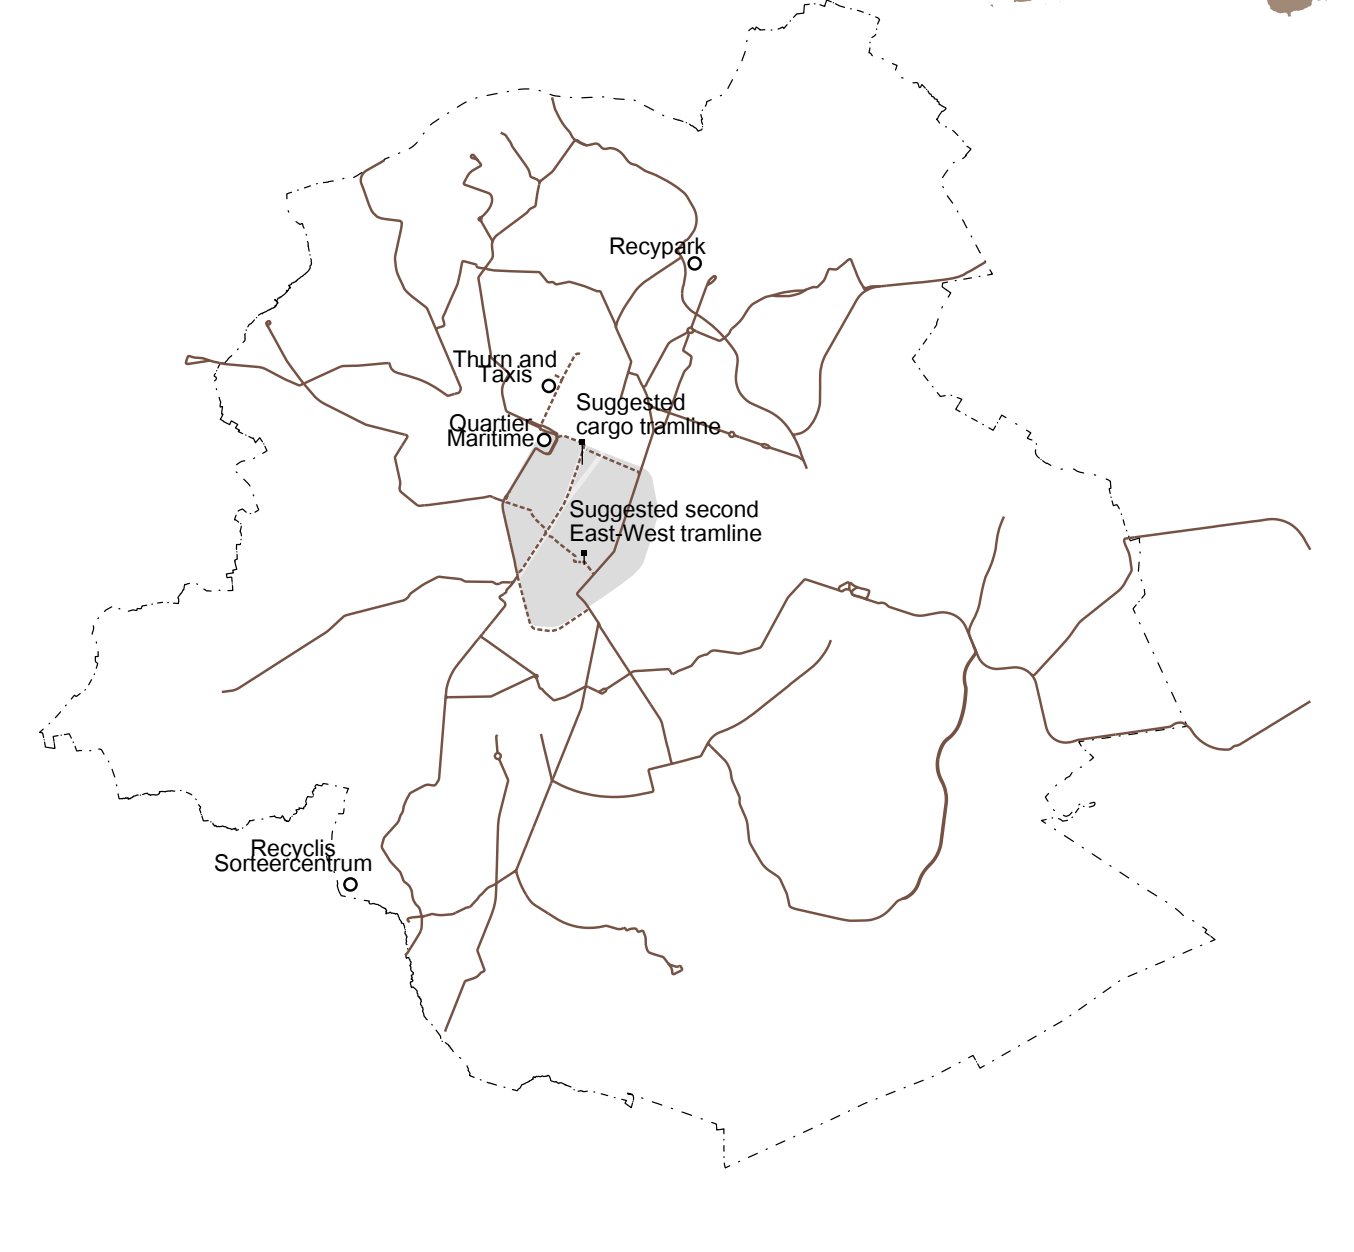 Recypark
Thurn and
Taxis
Suggested
cargo tramline
Quartier
Maritime
Suggested second
East-West tramline
Recyclis
Sorteercentrum